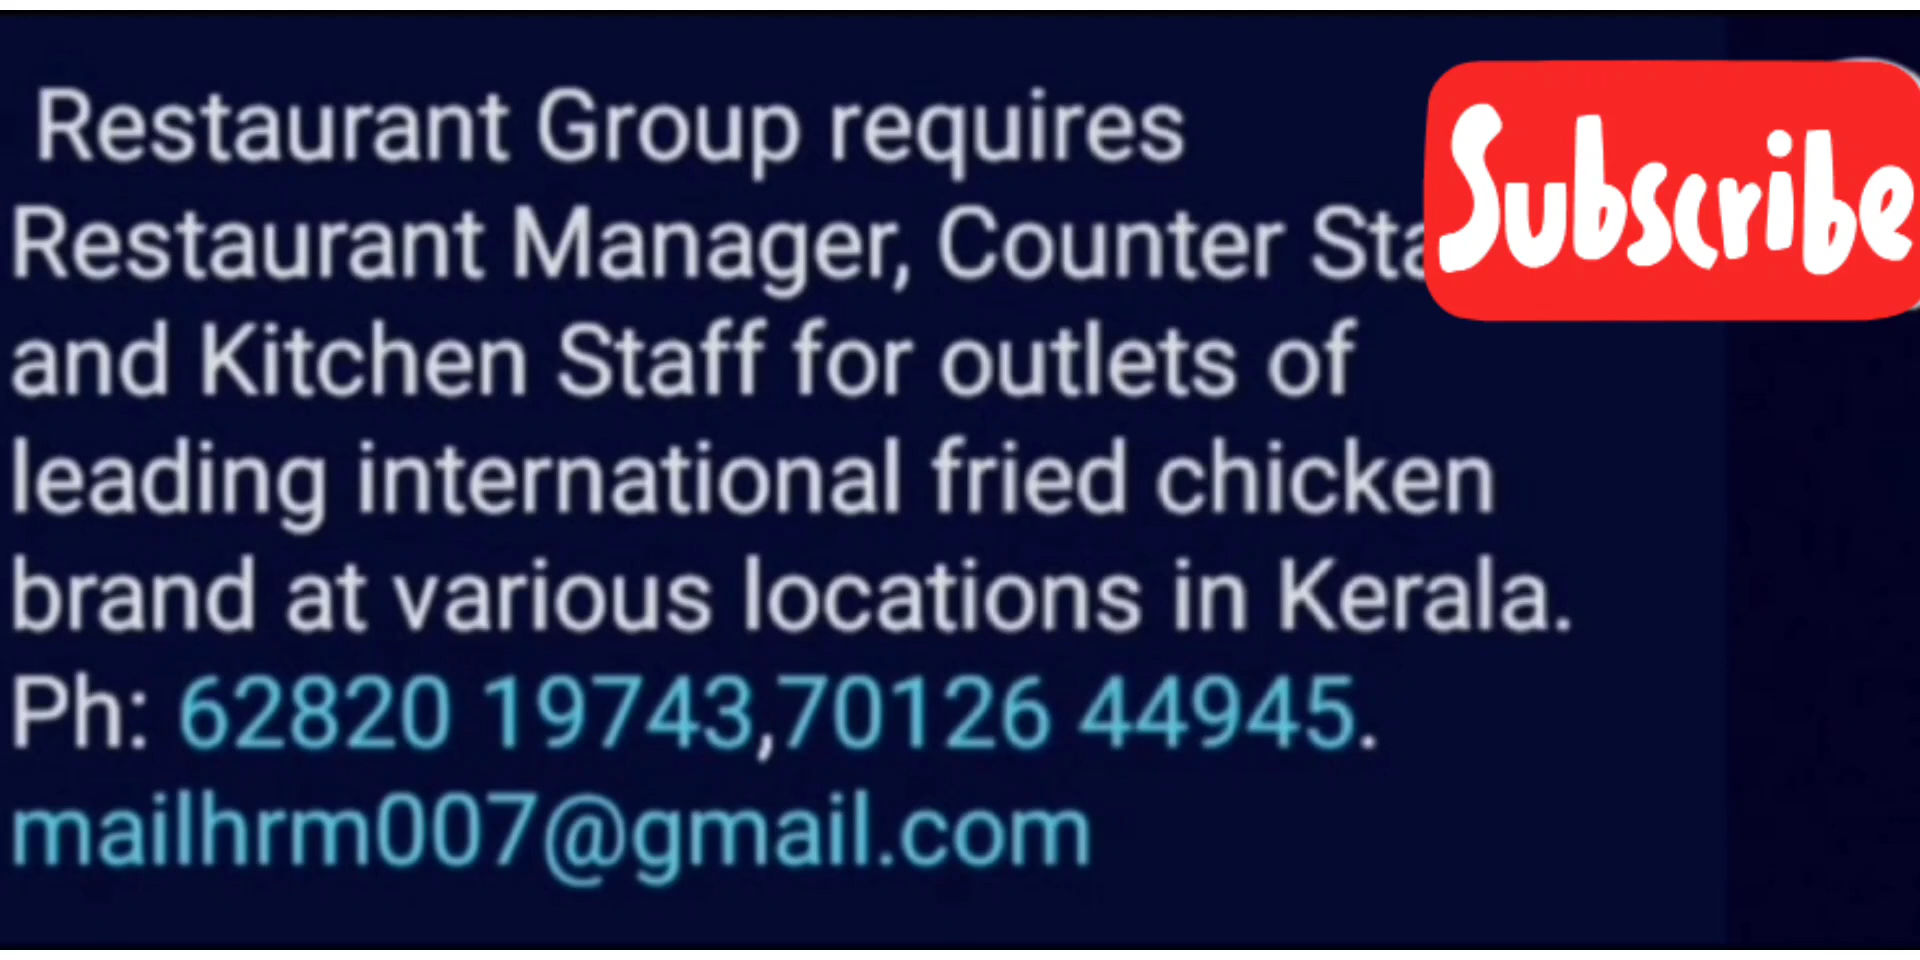 Restaurant Group requires
Restaurant Manager, Counter
and Kitchen Staff for outlets of
leading international fried chicken
brand at various locations in Kerala.
Ph: 62820 19743,70126 44945.
mailhrm007@gmail.com
Subscribe